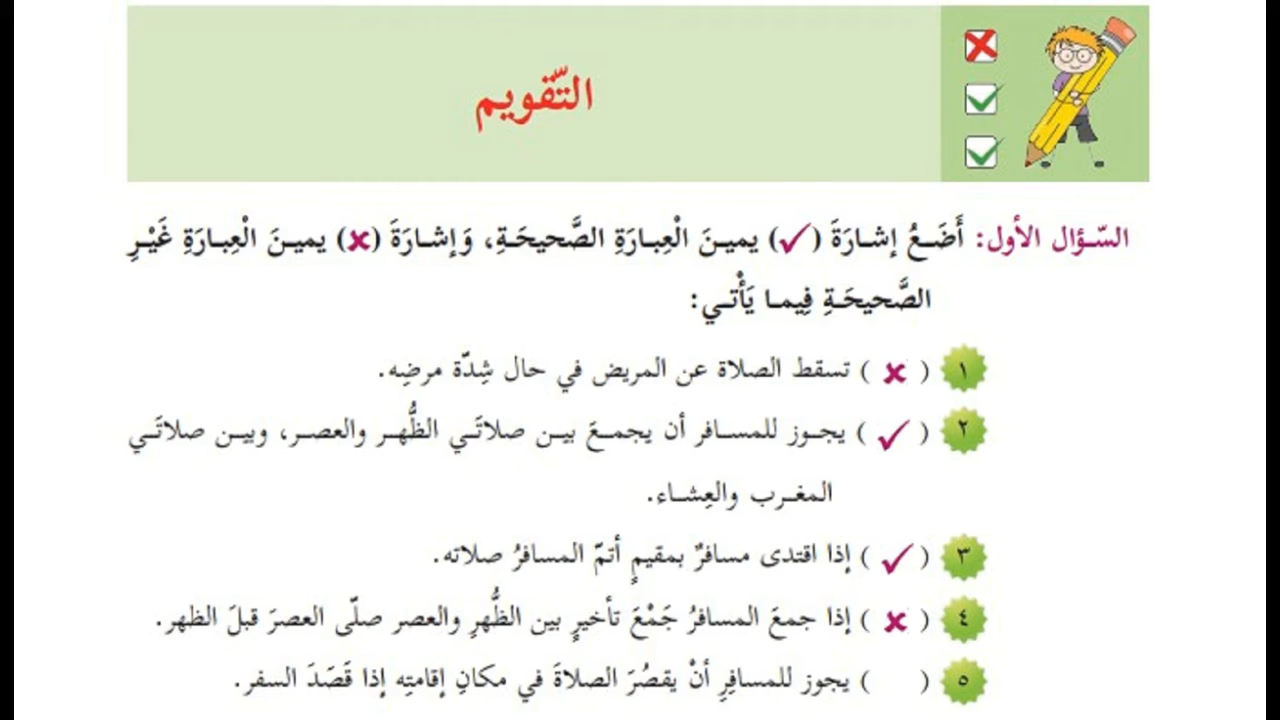 التّقويم
السّؤال الأول: أَضَعُ إشارَةَ (✓) يمينَ الْعِبارَةِ الصَّحيحَةِ، وَإشارَةَ (✗) يمينَ الْعِبارَةِ غَيْرِ
الصَّحيحَةِ فِيما يَأْتي:
١ ( ✗ ) تسقط الصلاة عن المريض في حال شِدّة مرضِه.
٢ ( ✓ ) يجوز للمسافر أن يجمعَ بين صلاتَي الظُّهر والعصر، وبين صلاتَي
المغرب والعِشاء.
٣ ( ✓ ) إذا اقتدى مسافرٌ بمقيمٍ أتمّ المسافرُ صلاته.
٤ ( ✗ ) إذا جمعَ المسافرُ جَمْعَ تأخيرٍ بين الظُّهرِ والعصر صلّى العصرَ قبلَ الظهر.
٥ ( ) يجوز للمسافِرِ أنْ يقصُرَ الصلاةَ في مكانِ إقامتِه إذا قَصَدَ السفر.